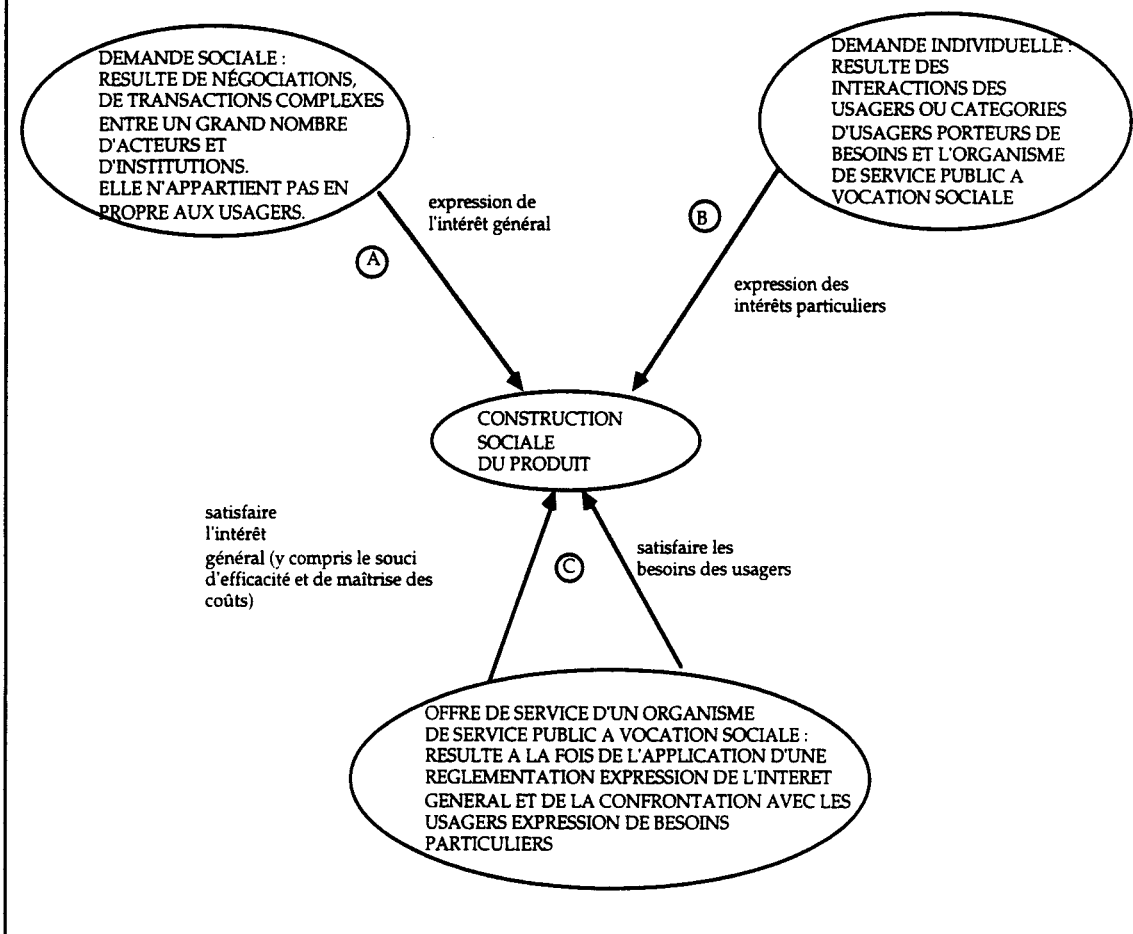 DEMANDE SOCIALE :
RESULTE DE NÉGOCIATIONS,
DE TRANSACTIONS COMPLEXES
ENTRE UN GRAND NOMBRE
D'ACTEURS ET
D'INSTITUTIONS.
ELLE N'APPARTIENT PAS EN
PROPRE AUX USAGERS.
DEMANDE INDIVIDUELLE :
RESULTE DES
INTERACTIONS DES
USAGERS OU CATEGORIES
D'USAGERS PORTEURS DE
BESOINS ET L'ORGANISME
DE SERVICE PUBLIC A
VOCATION SOCIALE
expression de
l'intérêt général
A
B
expression des
intérêts particuliers
CONSTRUCTION
SOCIALE
DU PRODUIT
satisfaire
l'intérêt
général (y compris le souci
d'efficacité et de maîtrise des
coûts)
C
satisfaire les
besoins des usagers
OFFRE DE SERVICE D'UN ORGANISME
DE SERVICE PUBLIC A VOCATION SOCIALE :
RESULTE A LA FOIS DE L'APPLICATION D'UNE
REGLEMENTATION EXPRESSION DE L'INTERET
GENERAL ET DE LA CONFRONTATION AVEC LES
USAGERS EXPRESSION DE BESOINS
PARTICULIERS